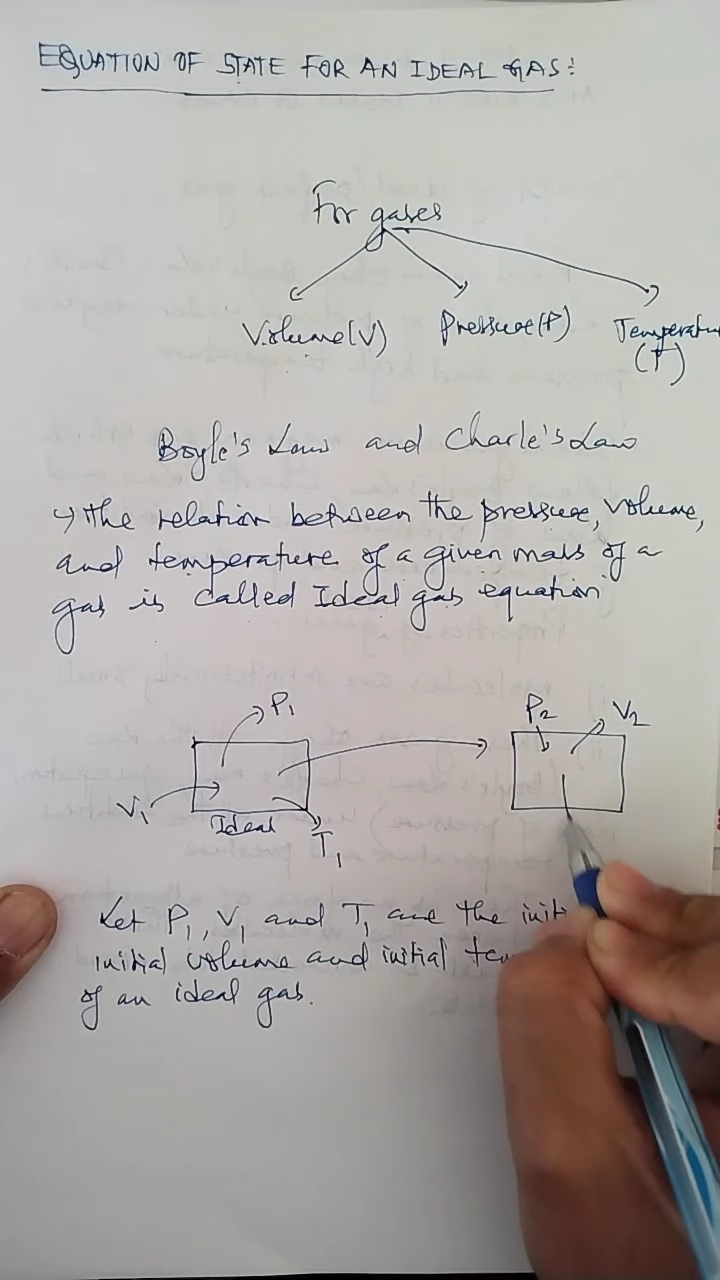 EQUATION OF STATE FOR AN IDEAL GAS:
For gases
Volume(V) Pressure(P) Temperatu
(T)
Boyle's Law and Charle's Law
↳ The relation between the pressure, volume,
and temperature of a given mass of a
gas is called Ideal gas equation
P1 P2 V2
V1 Ideal T1
Let P1, V1 and T1 are the initi
initial volume and initial tem
of an ideal gas.